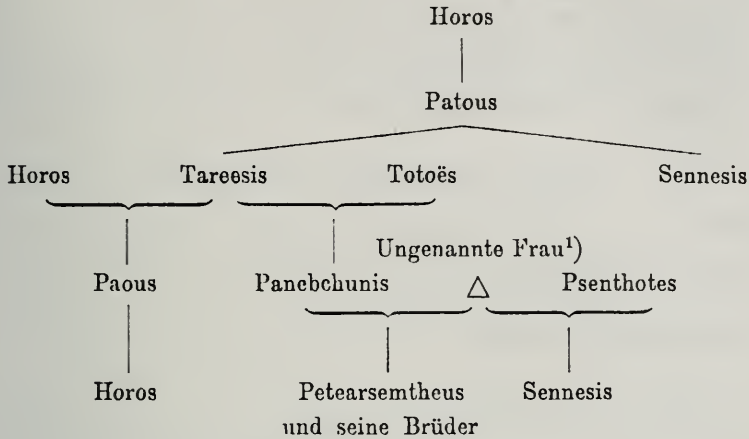 Horos
Patous
Horos Tareesis Totoës Sennesis
Ungenannte Frau¹)
Paous Panebchunis Psenthotes
Horos Petearsemtheus Sennesis
und seine Brüder